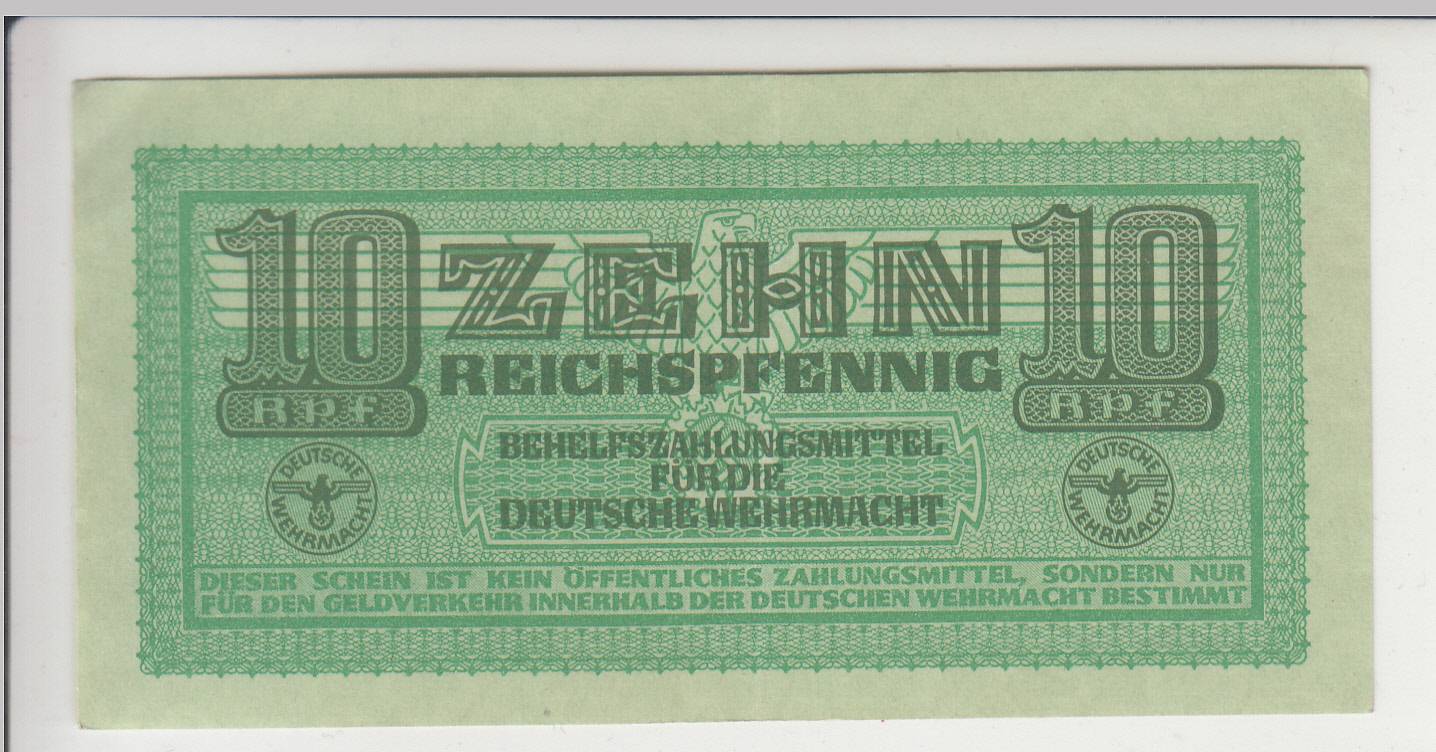 10 ZEHN 10
REICHSPFENNIG
Rpf Rpf
BEHELFSZAHLUNGSMITTEL
FÜR DIE
DEUTSCHE WEHRMACHT
DEUTSCHE WEHRMACHT
DEUTSCHE WEHRMACHT
DIESER SCHEIN IST KEIN ÖFFENTLICHES ZAHLUNGSMITTEL, SONDERN NUR
FÜR DEN GELDVERKEHR INNERHALB DER DEUTSCHEN WEHRMACHT BESTIMMT